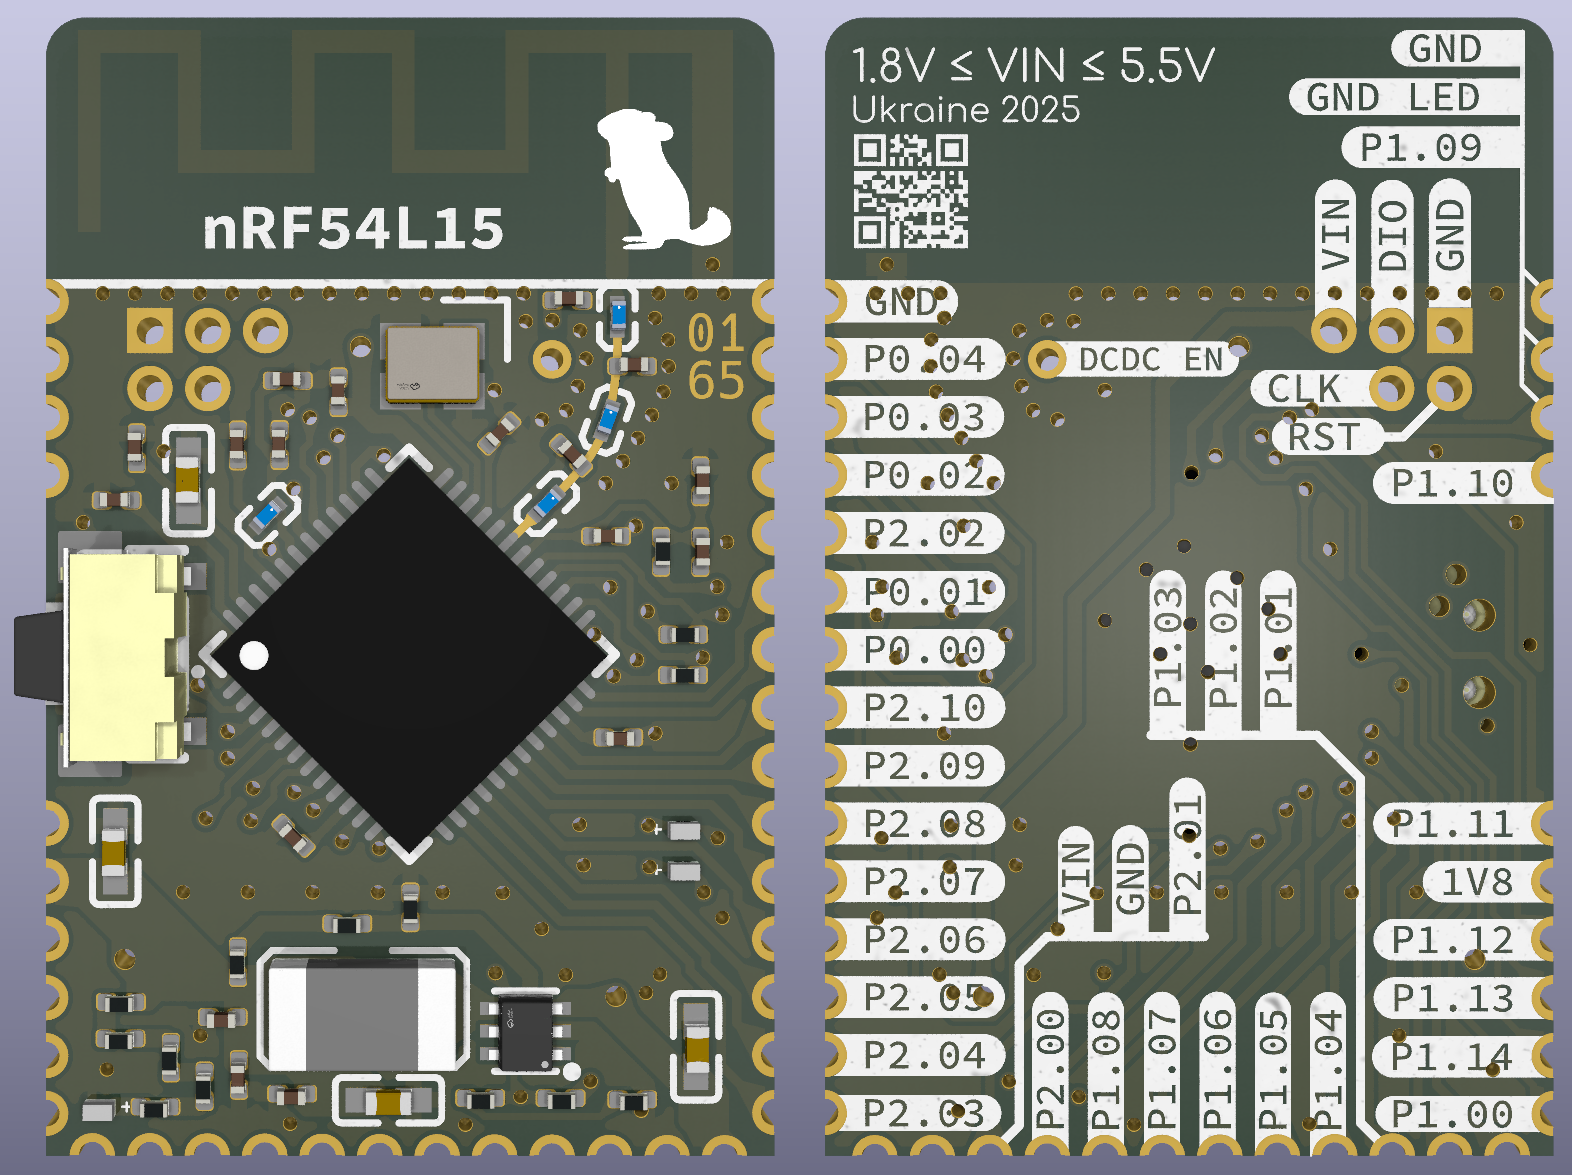 nRF54L15
01
65
+
+
+
1.8V ≤ VIN ≤ 5.5V
Ukraine 2025
GND
GND LED
P1.09
VIN
DIO
GND
GND
P0.04
DCDC EN
CLK
P0.03
RST
P0.02
P1.10
P2.02
P0.01
P1.03
P1.02
P1.01
P0.00
P2.10
P2.09
P2.08
P1.11
VIN
GND
P2.01
P2.07
1V8
P2.06
P1.12
P2.05
P1.13
P2.04
P1.14
P2.00
P1.08
P1.07
P1.06
P1.05
P1.04
P2.03
P1.00